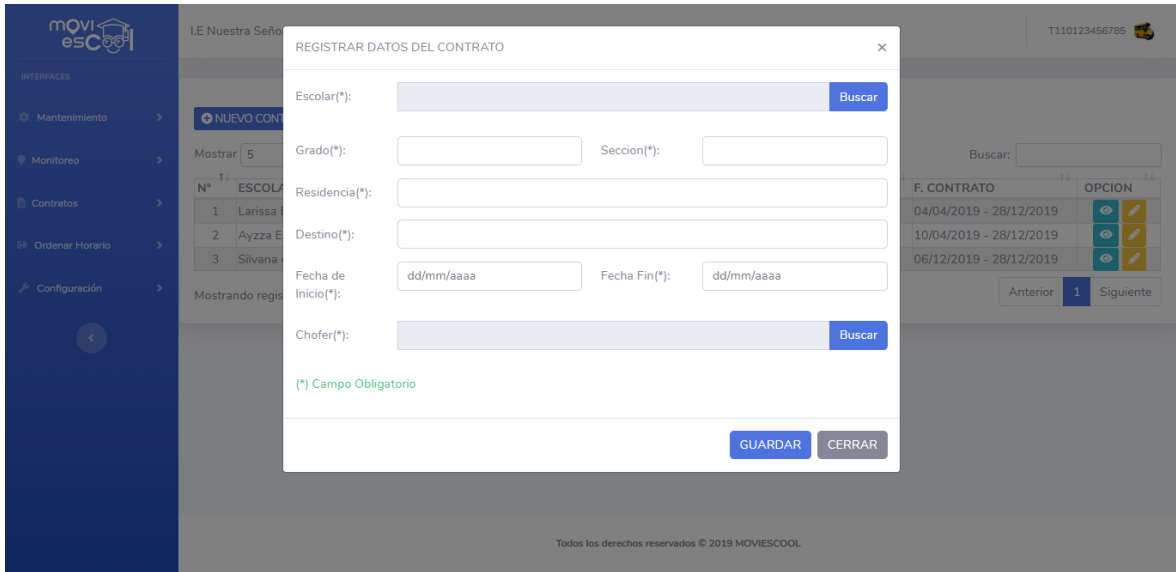 mQVi
esCool
INTERFACES
Mantenimiento
Monitoreo
Contratos
Ordenar Horario
Configuración
I.E Nuestra Seño
T110123456785
NUEVO CONT
Mostrar 5
Buscar:
N° ESCOLA F. CONTRATO OPCION
1 Larissa 04/04/2019 - 28/12/2019
2 Ayzza E 10/04/2019 - 28/12/2019
3 Silvana 06/12/2019 - 28/12/2019
Mostrando regis
Anterior 1 Siguiente
REGISTRAR DATOS DEL CONTRATO ×
Escolar(*): Buscar
Grado(*): Seccion(*):
Residencia(*):
Destino(*):
Fecha de Inicio(*): dd/mm/aaaa Fecha Fin(*): dd/mm/aaaa
Chofer(*): Buscar
(*) Campo Obligatorio
GUARDAR CERRAR
Todos los derechos reservados © 2019 MOVIESCOOL